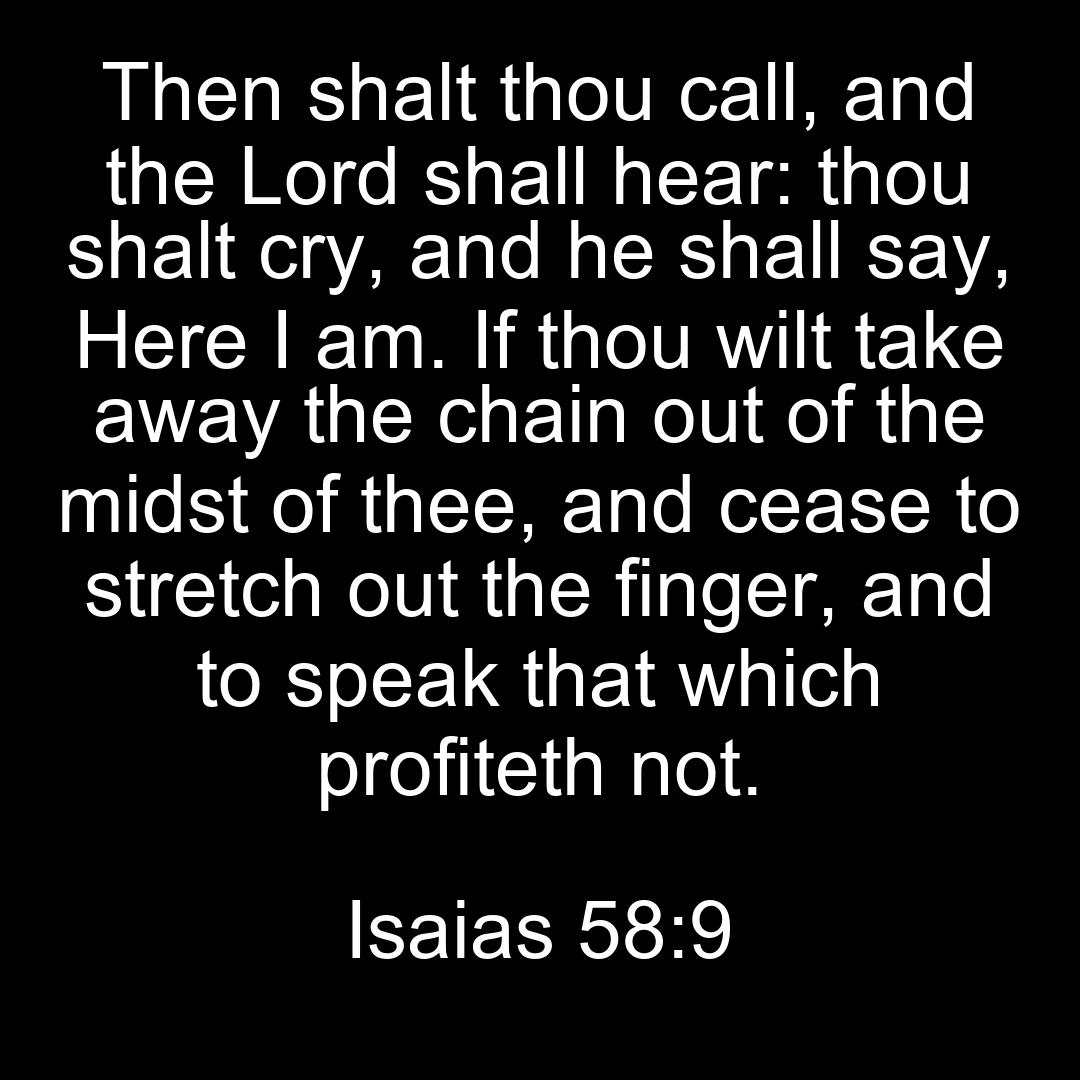 Then shalt thou call, and
the Lord shall hear: thou
shalt cry, and he shall say,
Here I am. If thou wilt take
away the chain out of the
midst of thee, and cease to
stretch out the finger, and
to speak that which
profiteth not.
Isaias 58:9